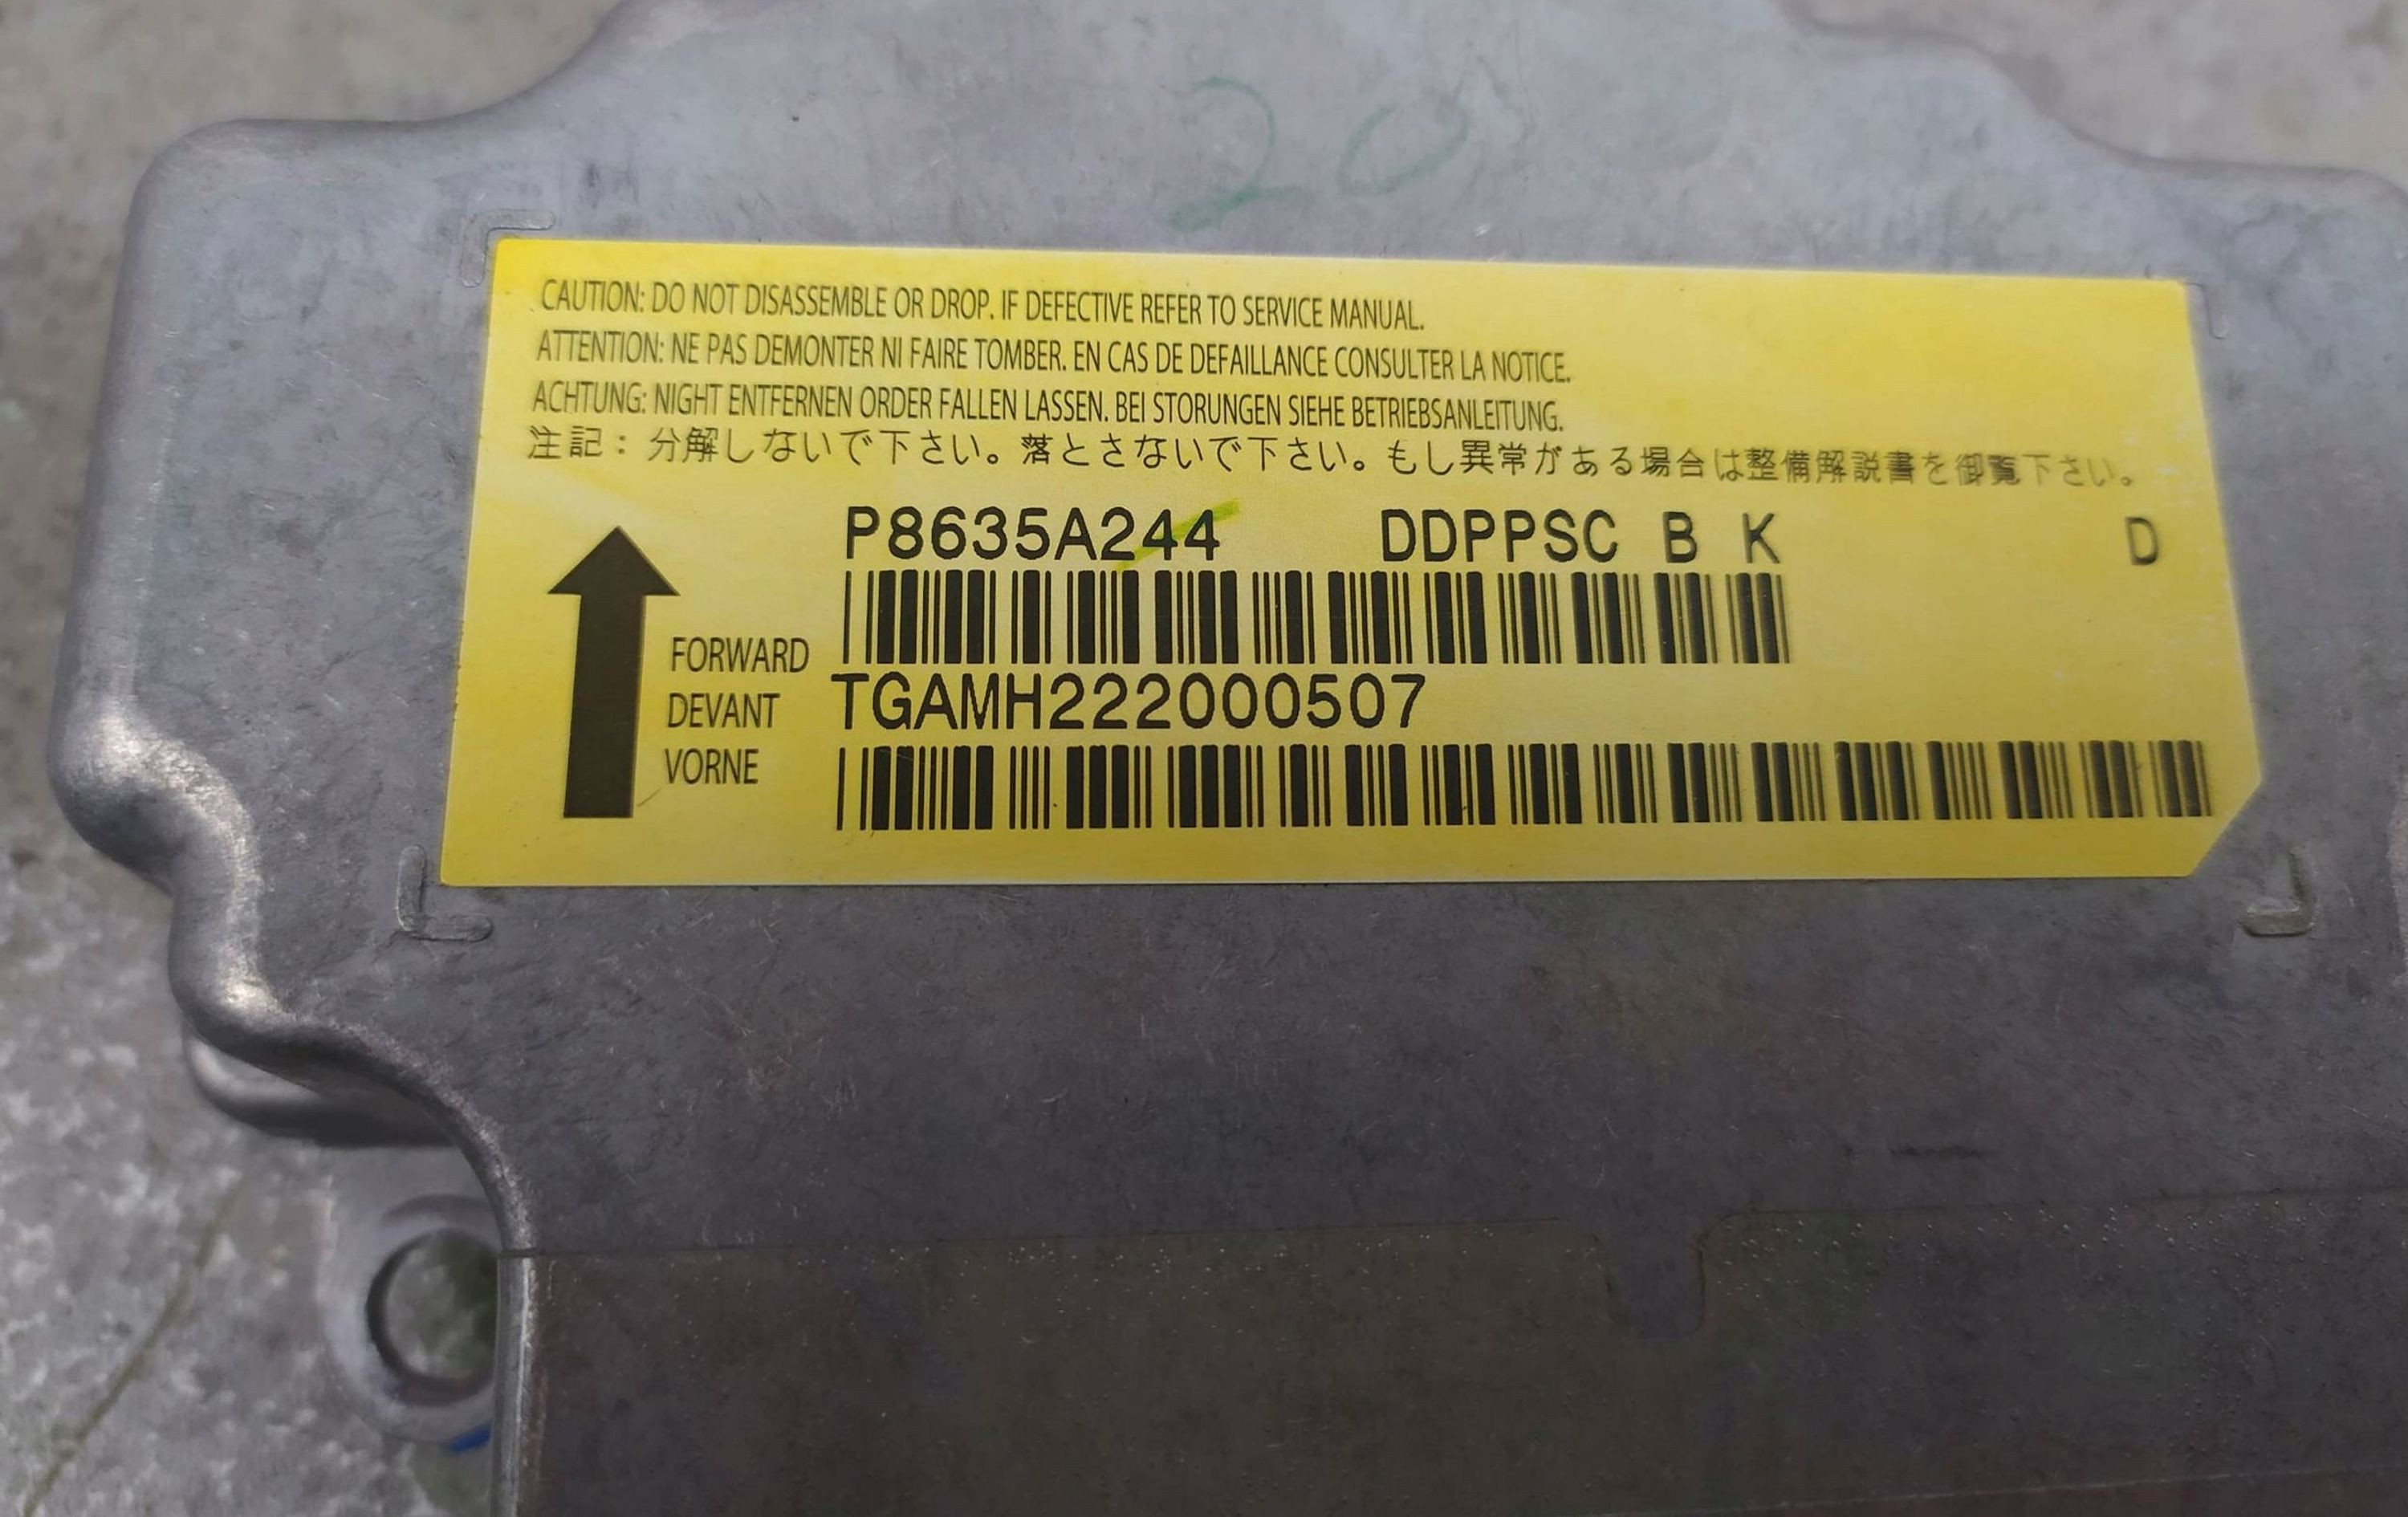 20
CAUTION: DO NOT DISASSEMBLE OR DROP. IF DEFECTIVE REFER TO SERVICE MANUAL.
ATTENTION: NE PAS DEMONTER NI FAIRE TOMBER. EN CAS DE DEFAILLANCE CONSULTER LA NOTICE.
ACHTUNG: NIGHT ENTFERNEN ORDER FALLEN LASSEN. BEI STORUNGEN SIEHE BETRIEBSANLEITUNG.
注記：分解しないで下さい。落とさないで下さい。もし異常がある場合は整備解説書を御覧下さい。
P8635A244 DDPPSC B K D
FORWARD
DEVANT
VORNE
TGAMH222000507